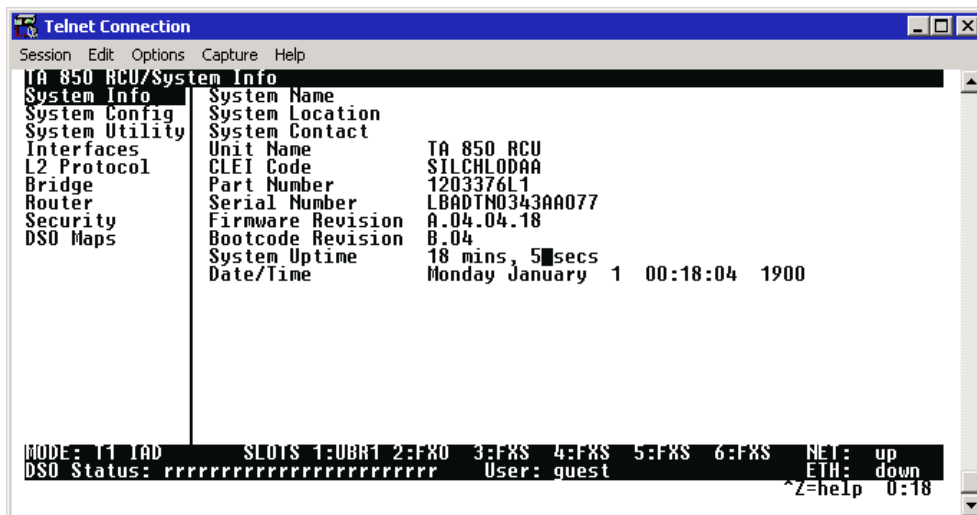 Telnet Connection
Session Edit Options Capture Help
TA 850 RCU/System Info
System Info System Name
System Config System Location
System Utility System Contact
Interfaces Unit Name TA 850 RCU
L2 Protocol CLEI Code SILCHLODAA
Bridge Part Number 1203376L1
Router Serial Number LBADTN0343AA077
Security Firmware Revision A.04.04.18
DS0 Maps Bootcode Revision B.04
System Uptime 18 mins, 5 secs
Date/Time Monday January 1 00:18:04 1900
MODE: T1 IAD SLOTS 1:UBR1 2:FXO 3:FXS 4:FXS 5:FXS 6:FXS NET: up
DS0 Status: rrrrrrrrrrrrrrrrrrrrrrrr User: guest ETH: down
^Z=help 0:18